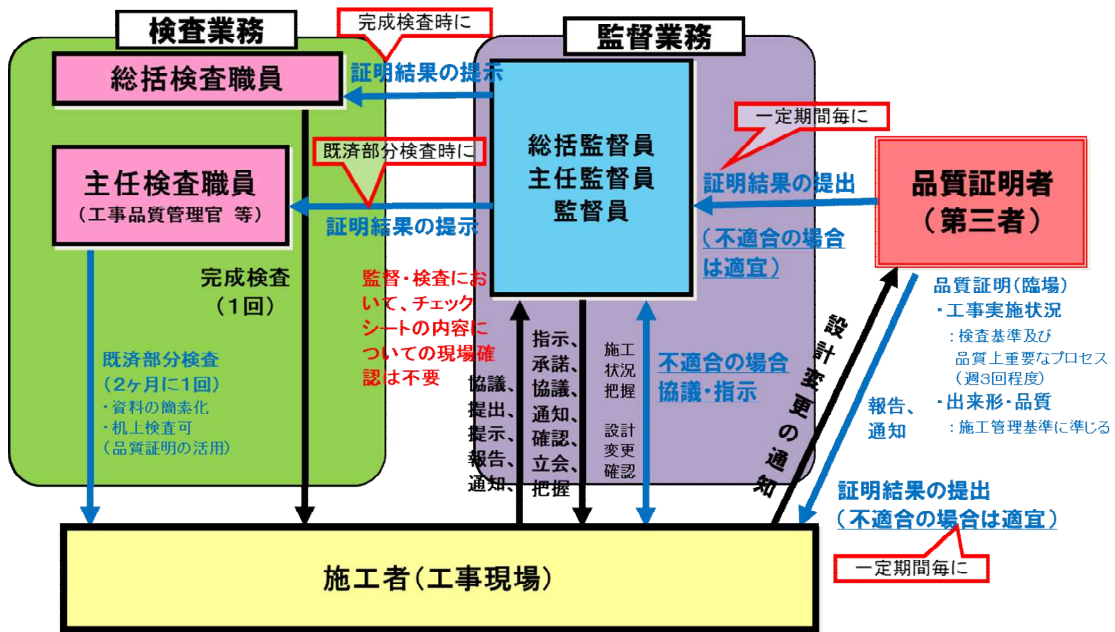 検査業務
完成検査時に
監督業務
総括検査職員
証明結果の提示
一定期間毎に
既済部分検査時に
総括監督員
主任監督員
監督員
主任検査職員
(工事品質管理官 等)
証明結果の提示
証明結果の提出
(不適合の場合
は適宜)
品質証明者
(第三者)
完成検査
(1回)
監督・検査にお
いて、チェック
シートの内容に
ついての現場確
認は不要
既済部分検査
(2ヶ月に1回)
・資料の簡素化
・机上検査可
(品質証明の活用)
協議、
提出、
提示、
報告、
通知、
指示、
承諾、
協議、
通知、
確認、
立会、
把握
施工
状況
把握
設計
変更
確認
不適合の場合
協議・指示
設計変更の通知
品質証明(臨場)
・工事実施状況
:検査基準及び
品質上重要なプロセス
(週3回程度)
・出来形・品質
:施工管理基準に準じる
報告、
通知
証明結果の提出
(不適合の場合は適宜)
一定期間毎に
施工者(工事現場)